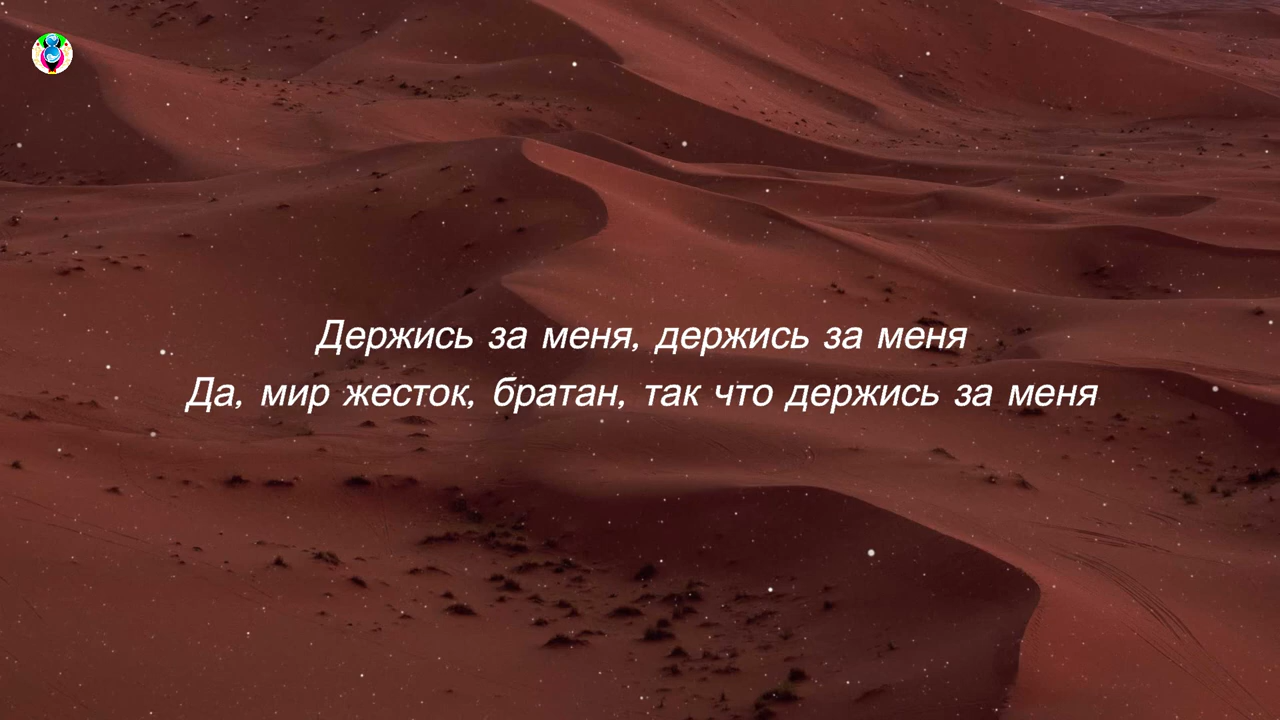 Держись за меня, держись за меня
Да, мир жесток, братан, так что держись за меня